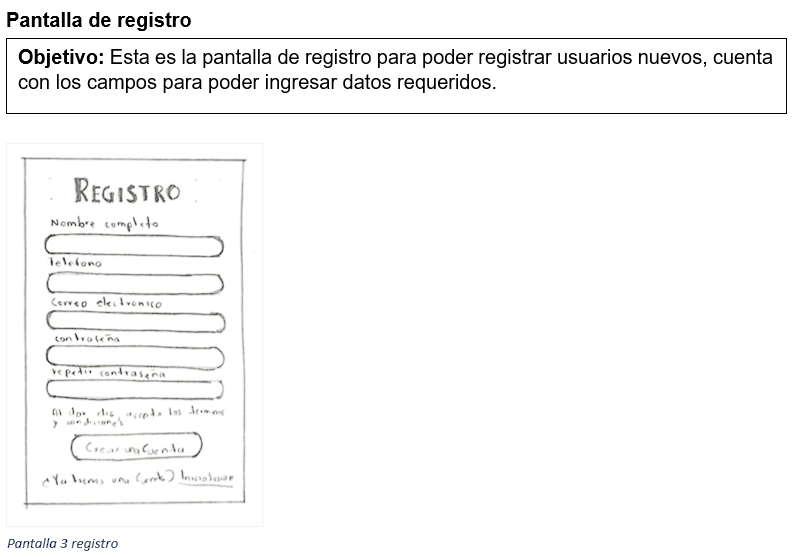 Pantalla de registro
Objetivo: Esta es la pantalla de registro para poder registrar usuarios nuevos, cuenta
con los campos para poder ingresar datos requeridos.
REGISTRO
Nombre completo
Telefono
Correo electronico
contraseña
repetir contraseña
Al dar clic acepta los terminos
y condiciones
Crear una Cuenta
¿Ya tienes una cuenta?
Pantalla 3 registro